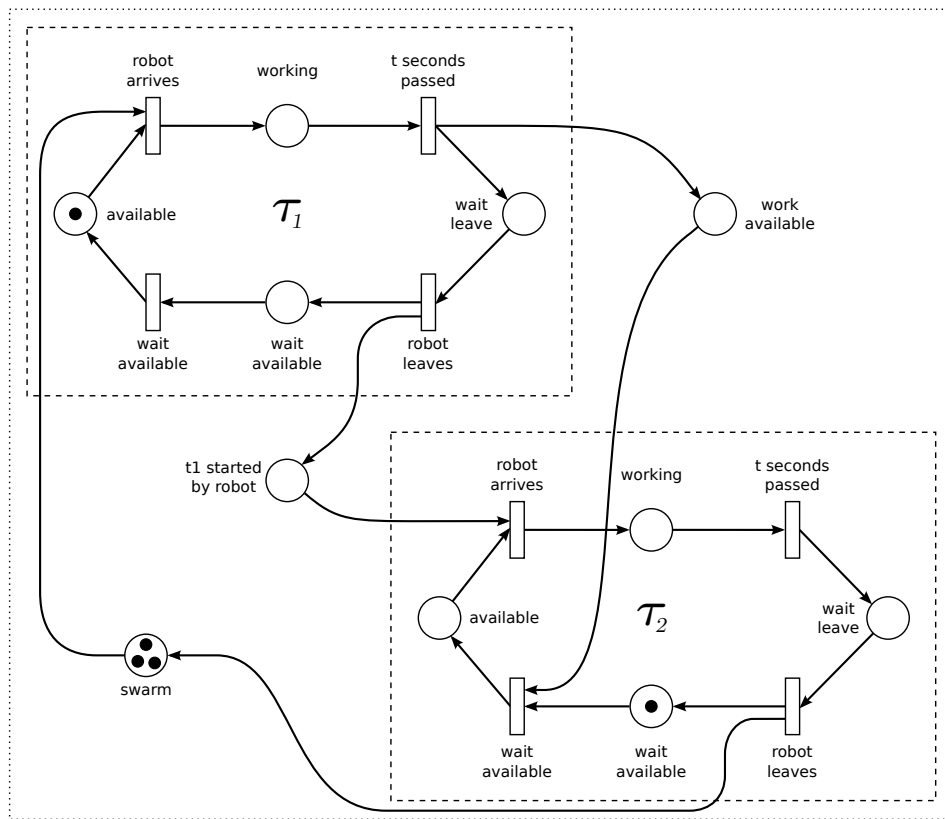 robot
arrives
working
t seconds
passed
available
τ1
wait
leave
work
available
wait
available
wait
available
robot
leaves
t1 started
by robot
robot
arrives
working
t seconds
passed
available
τ2
wait
leave
swarm
wait
available
wait
available
robot
leaves